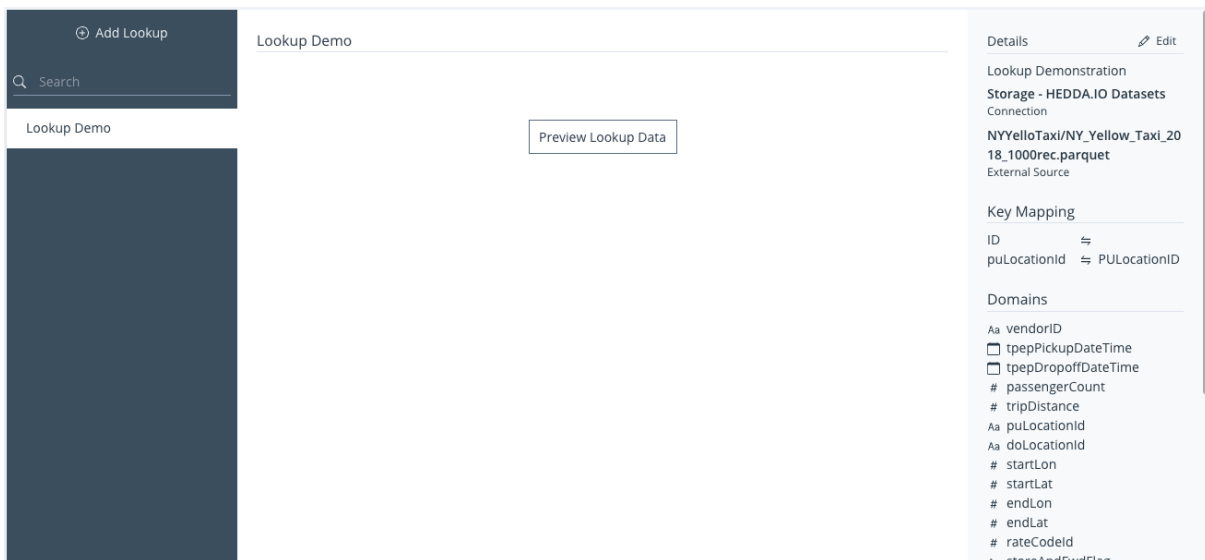 Add Lookup
Search
Lookup Demo
Lookup Demo
Preview Lookup Data
Details
Edit
Lookup Demonstration
Storage - HEDDA.IO Datasets
Connection
NYYelloTaxi/NY_Yellow_Taxi_20
18_1000rec.parquet
External Source
Key Mapping
ID ⇋
puLocationId ⇋ PULocationID
Domains
Aa vendorID
tpepPickupDateTime
tpepDropoffDateTime
# passengerCount
# tripDistance
Aa puLocationId
Aa doLocationId
# startLon
# startLat
# endLon
# endLat
# rateCodeId